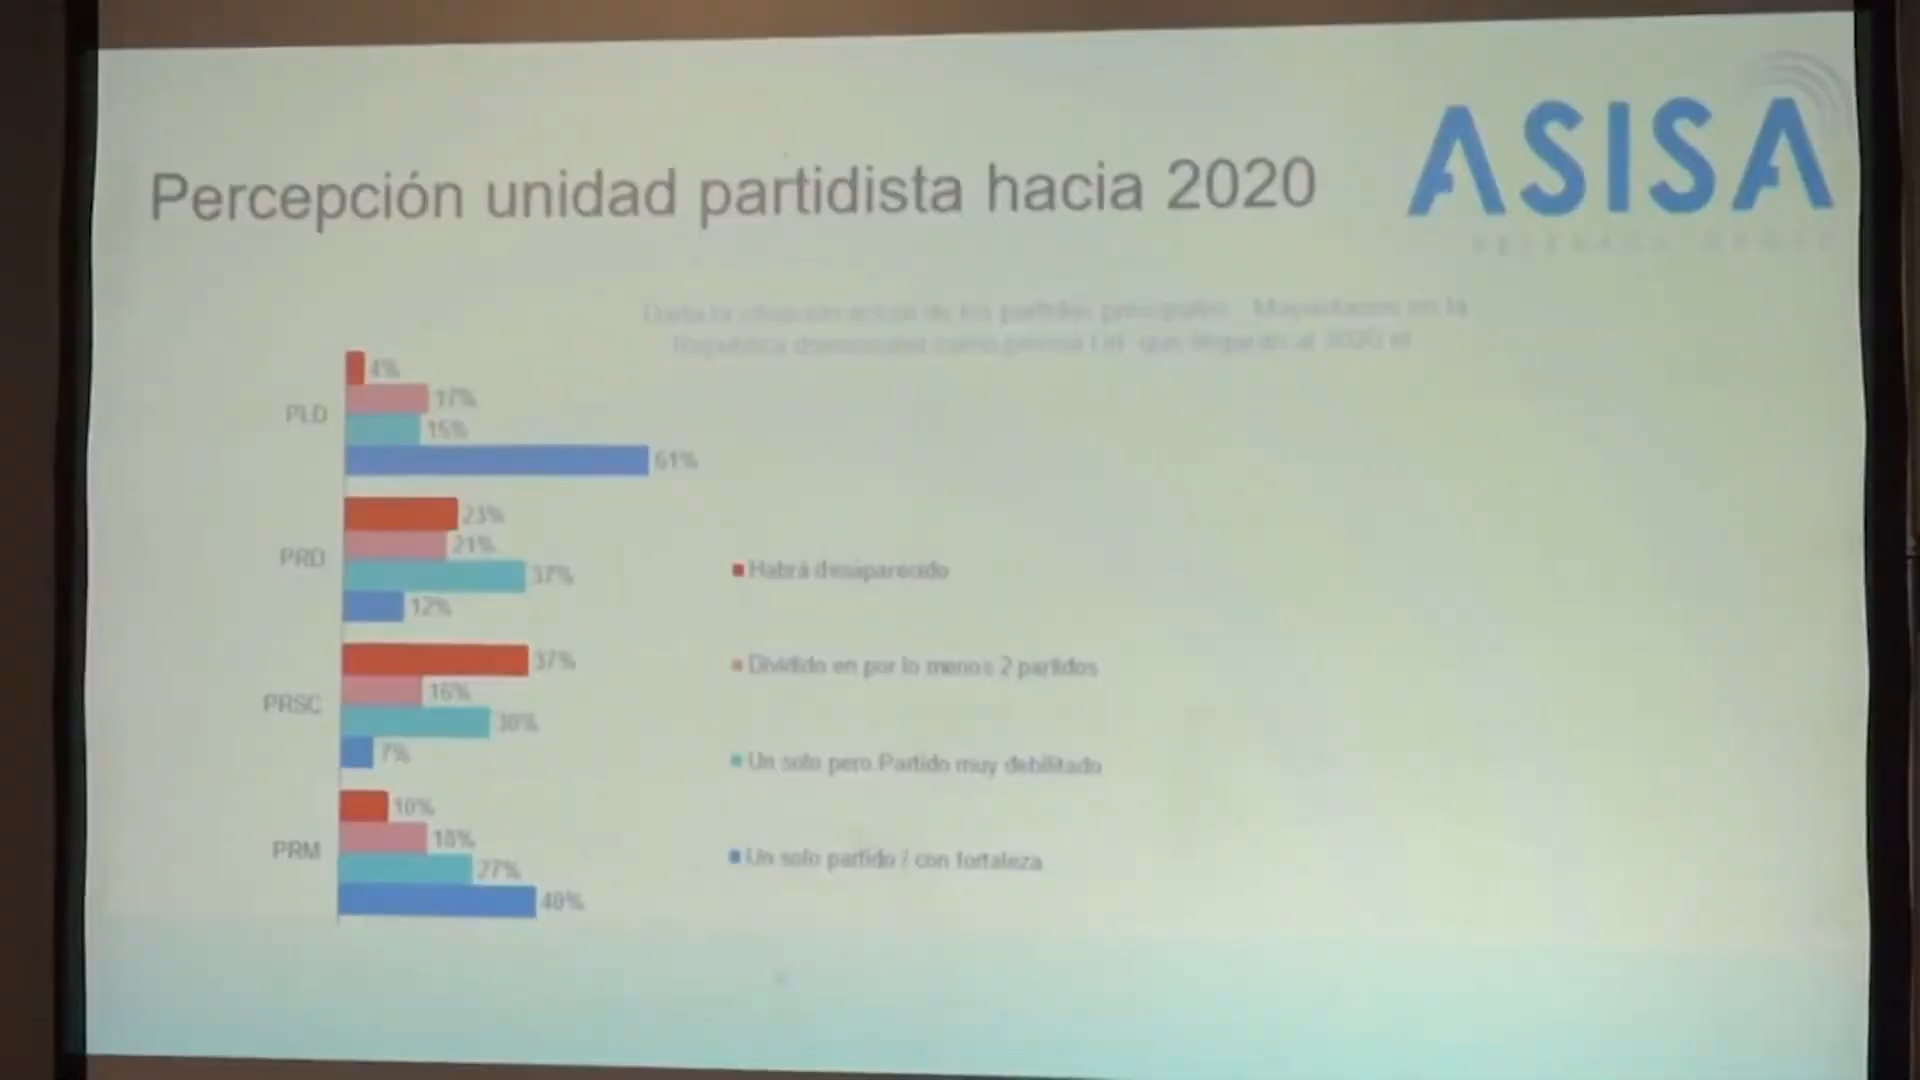 Percepción unidad partidista hacia 2020
ASISA
PLD
4%
17%
15%
61%
PRD
23%
21%
37%
12%
PRSC
37%
16%
30%
7%
PRM
10%
18%
27%
40%
Habrá desaparecido
Dividido en por lo menos 2 partidos
Un solo pero Partido muy debilitado
Un solo partido / con fortaleza